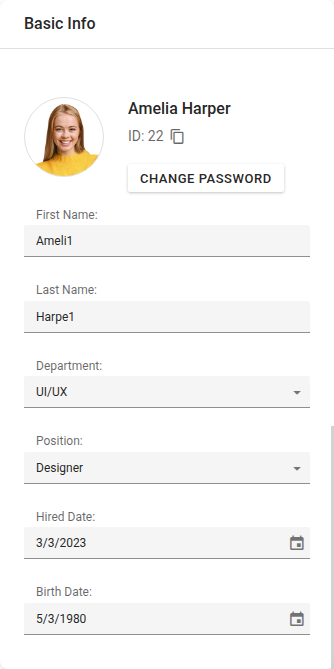 Basic Info
Amelia Harper
ID: 22
CHANGE PASSWORD
First Name:
Ameli1
Last Name:
Harpe1
Department:
UI/UX
Position:
Designer
Hired Date:
3/3/2023
Birth Date:
5/3/1980